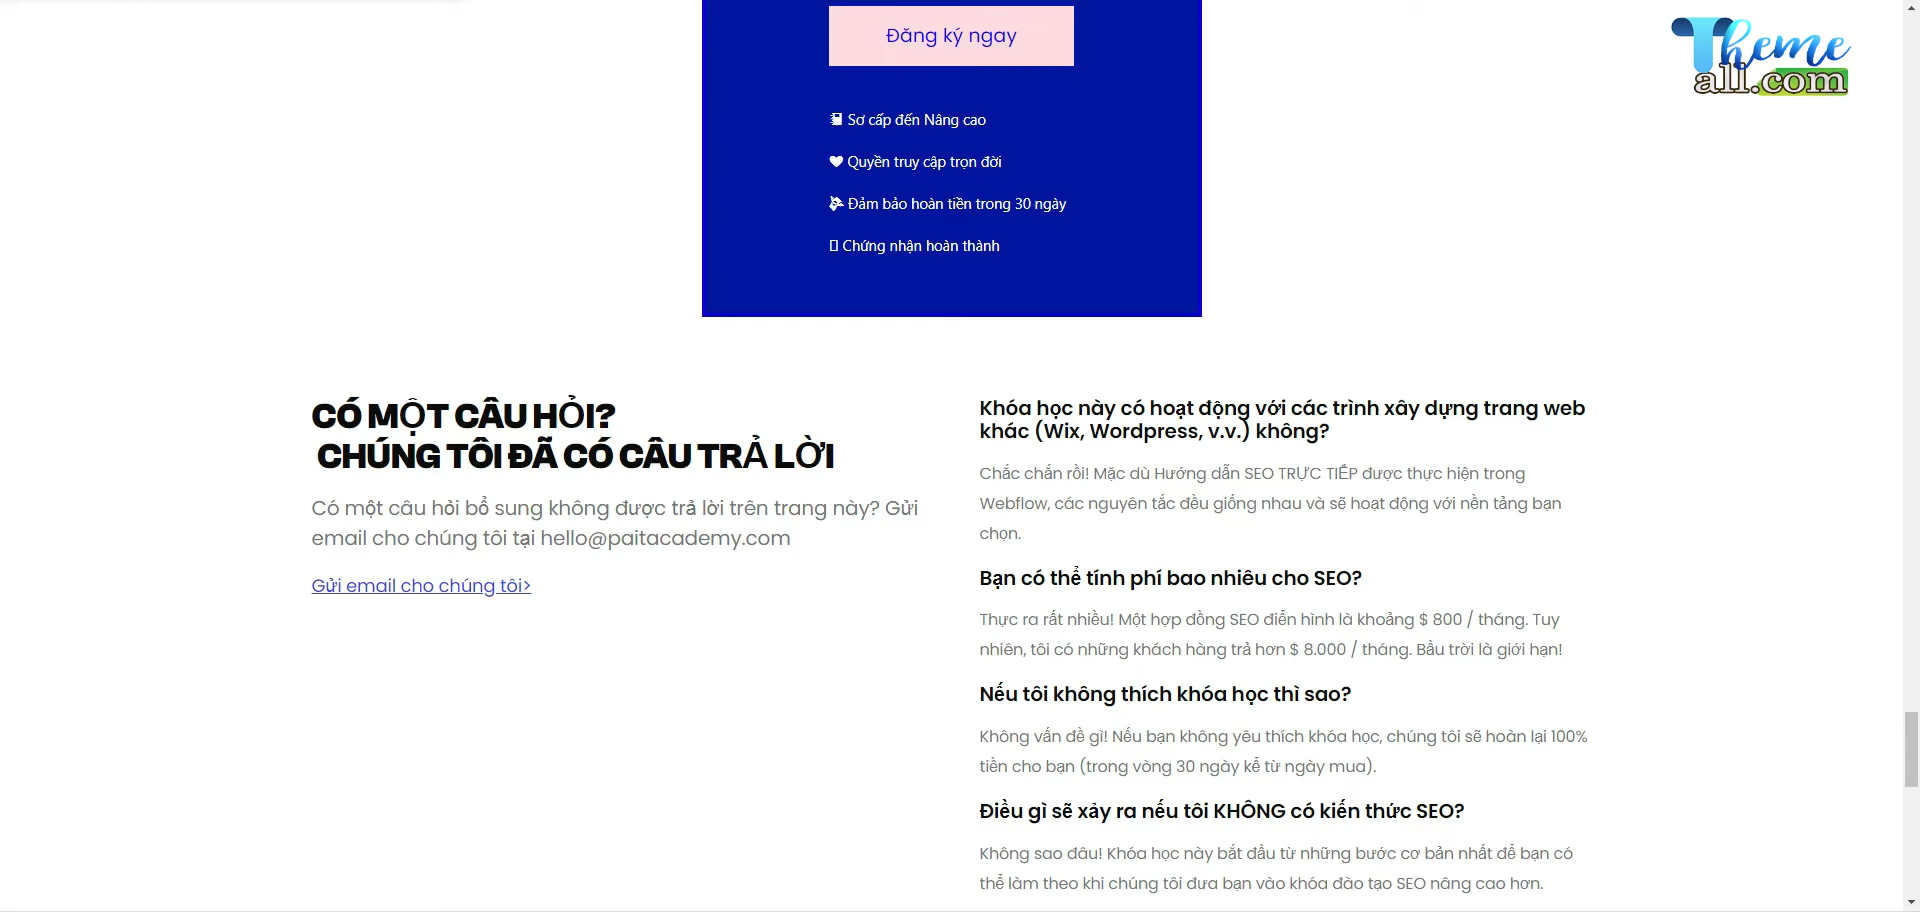 Đăng ký ngay
Theme
all.com
Sơ cấp đến Nâng cao
Quyền truy cập trọn đời
Đảm bảo hoàn tiền trong 30 ngày
Chứng nhận hoàn thành
CÓ MỘT CÂU HỎI?
CHÚNG TÔI ĐÃ CÓ CÂU TRẢ LỜI
Có một câu hỏi bổ sung không được trả lời trên trang này? Gửi
email cho chúng tôi tại hello@paitacademy.com
Gửi email cho chúng tôi>
Khóa học này có hoạt động với các trình xây dựng trang web
khác (Wix, Wordpress, v.v.) không?
Chắc chắn rồi! Mặc dù Hướng dẫn SEO TRỰC TIẾP được thực hiện trong
Webflow, các nguyên tắc đều giống nhau và sẽ hoạt động với nền tảng bạn
chọn.
Bạn có thể tính phí bao nhiêu cho SEO?
Thực ra rất nhiều! Một hợp đồng SEO điển hình là khoảng $ 800 / tháng. Tuy
nhiên, tôi có những khách hàng trả hơn $ 8.000 / tháng. Bầu trời là giới hạn!
Nếu tôi không thích khóa học thì sao?
Không vấn đề gì! Nếu bạn không yêu thích khóa học, chúng tôi sẽ hoàn lại 100%
tiền cho bạn (trong vòng 30 ngày kể từ ngày mua).
Điều gì sẽ xảy ra nếu tôi KHÔNG có kiến thức SEO?
Không sao đâu! Khóa học này bắt đầu từ những bước cơ bản nhất để bạn có
thể làm theo khi chúng tôi đưa bạn vào khóa đào tạo SEO nâng cao hơn.